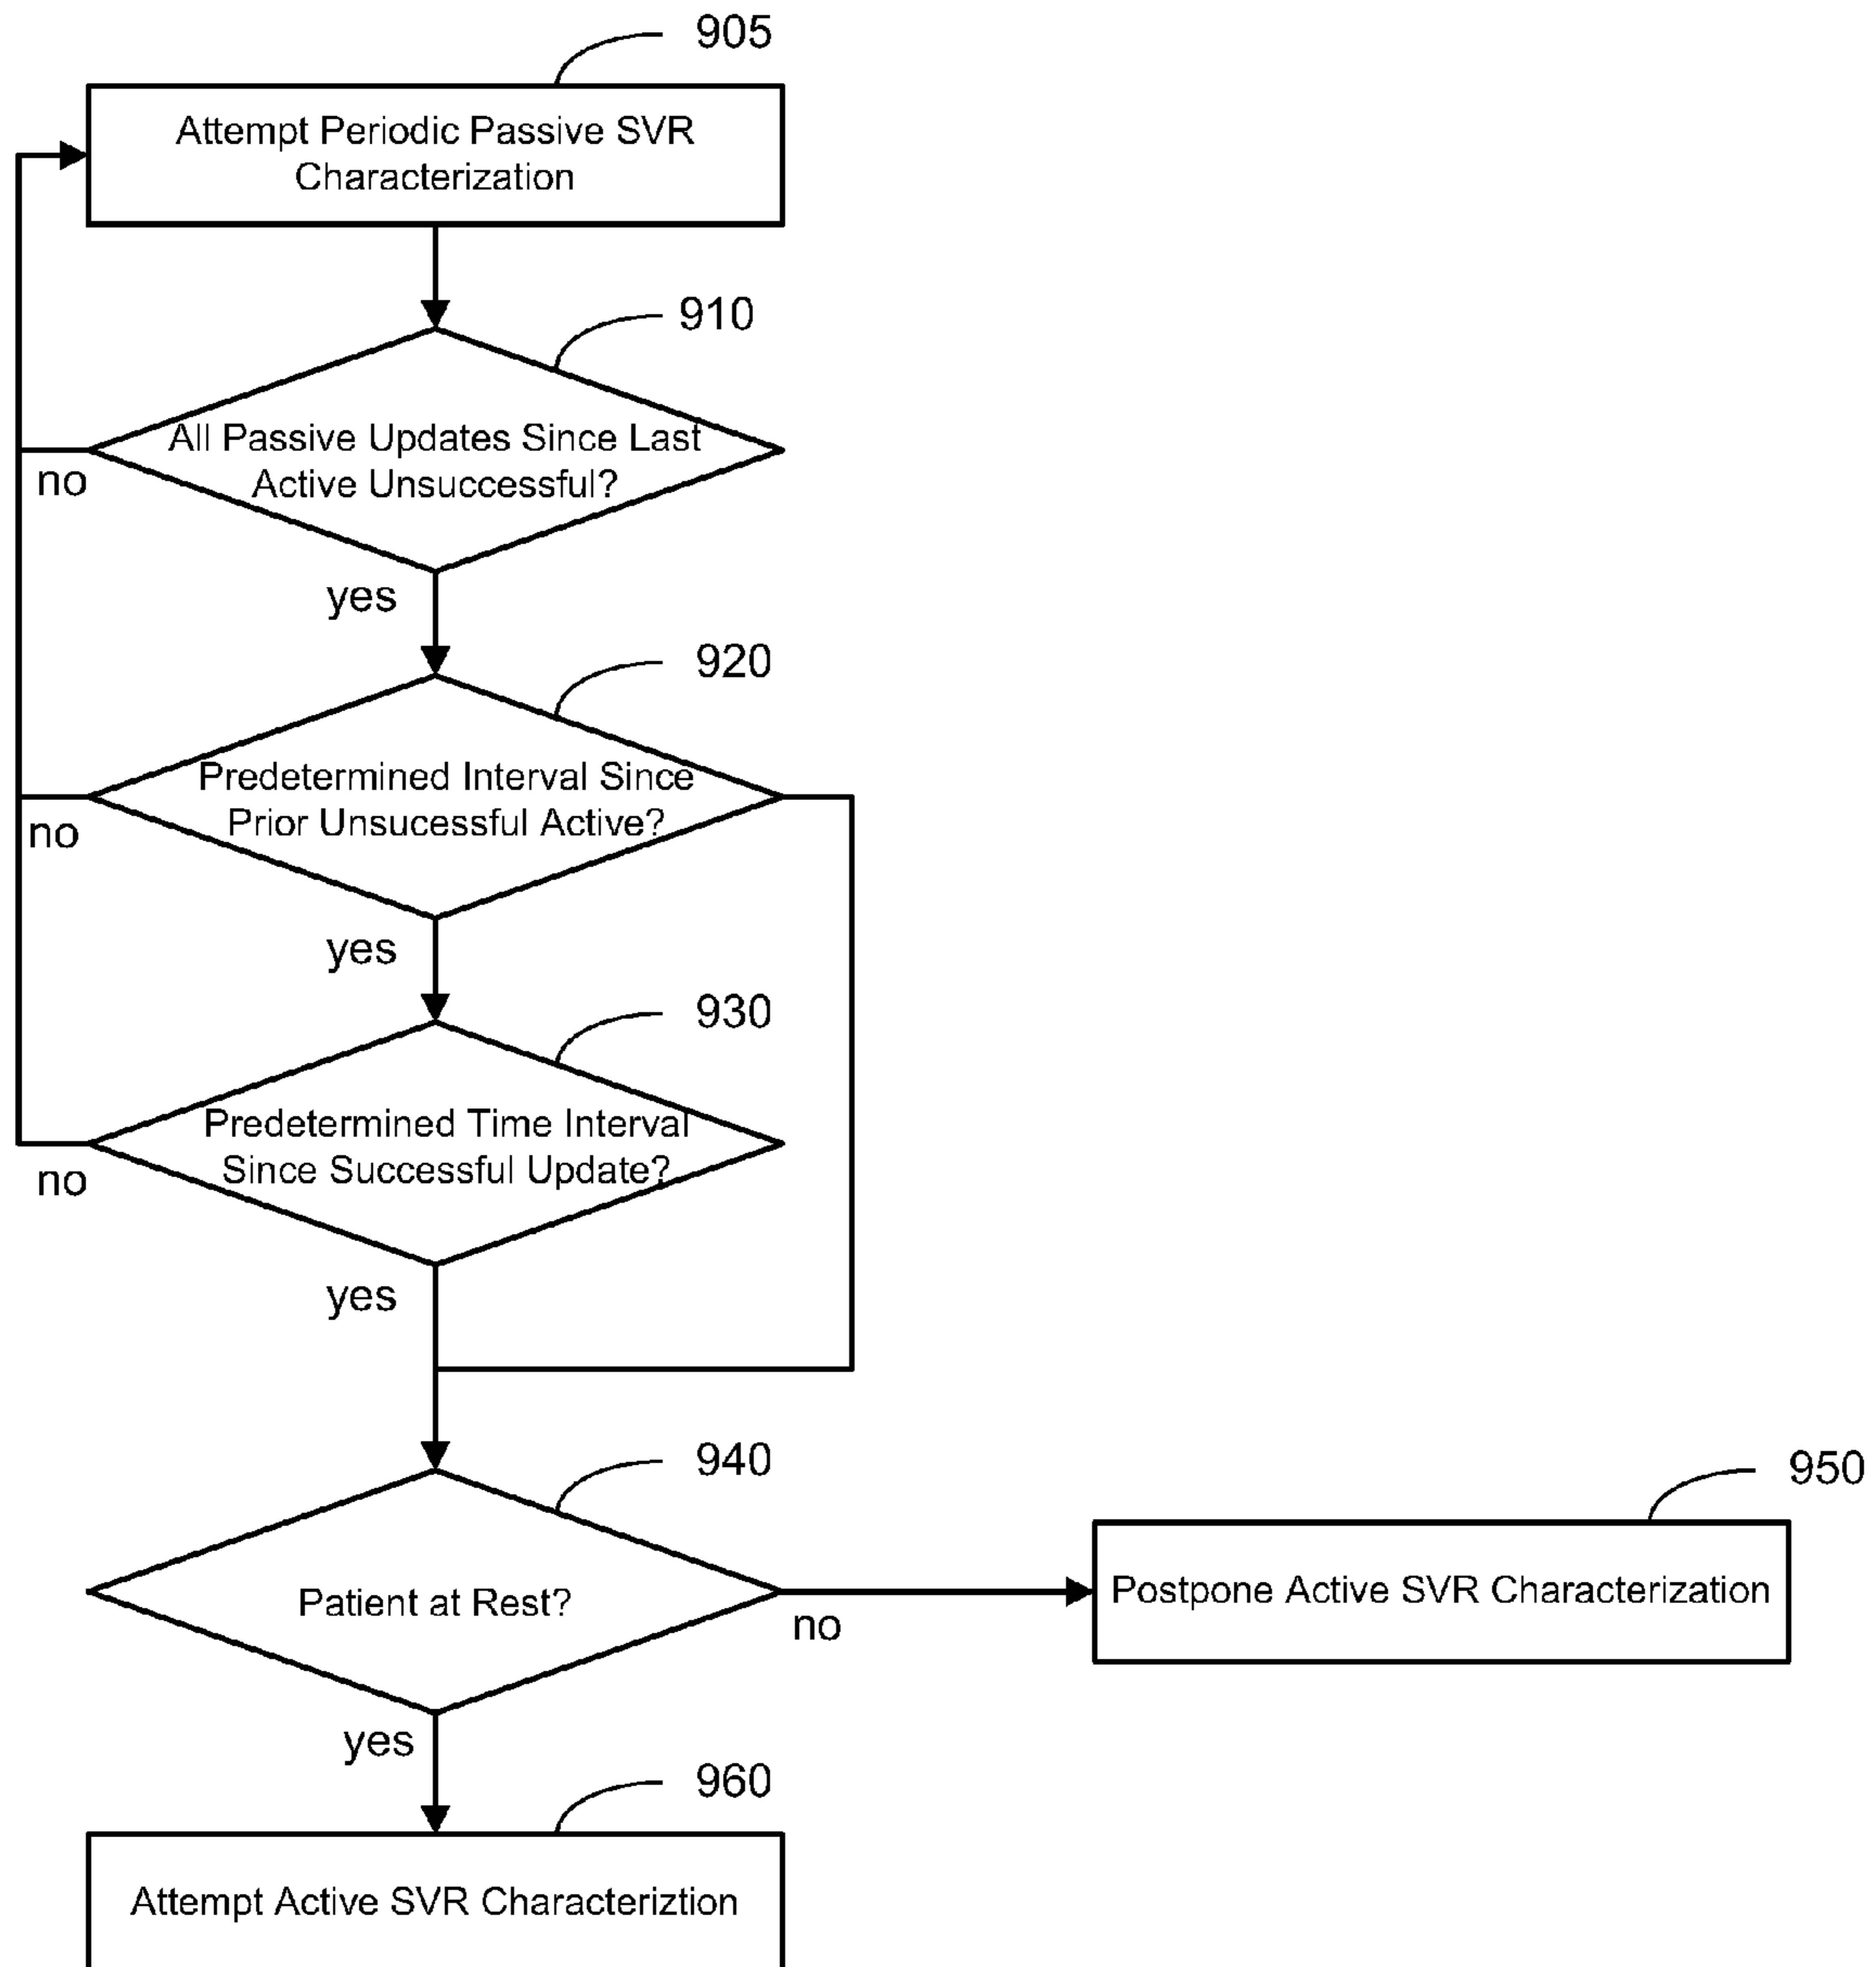 905
Attempt Periodic Passive SVR
Characterization
910
All Passive Updates Since Last
Active Unsuccessful?
no
yes
920
Predetermined Interval Since
Prior Unsucessful Active?
no
yes
930
Predetermined Time Interval
Since Successful Update?
no
yes
940
Patient at Rest?
no
950
Postpone Active SVR Characterization
yes
960
Attempt Active SVR Characteriztion